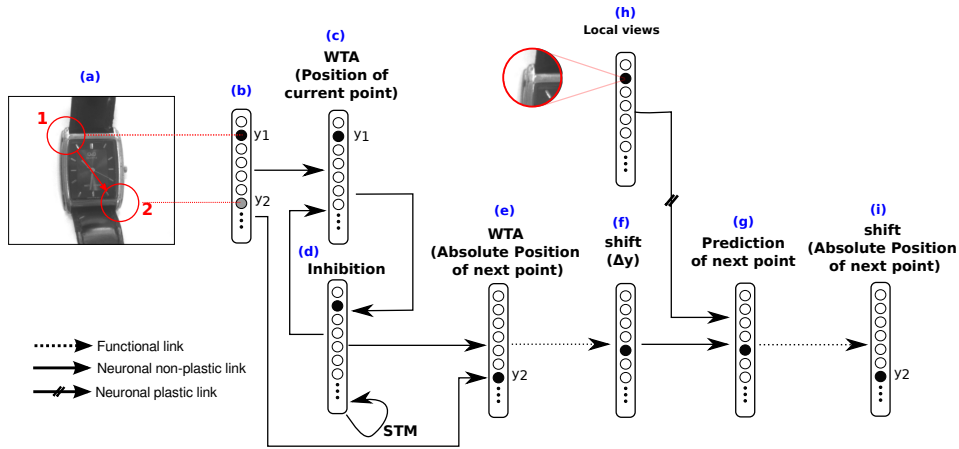 (h)
Local views
(c)
WTA
(Position of
current point)
(a)
(b)
1
y1
y1
2
y2
(d)
Inhibition
(e)
WTA
(Absolute Position
of next point)
(f)
shift
(Δy)
(g)
Prediction
of next point
(i)
shift
(Absolute Position
of next point)
y2
y2
STM
Functional link
Neuronal non-plastic link
Neuronal plastic link